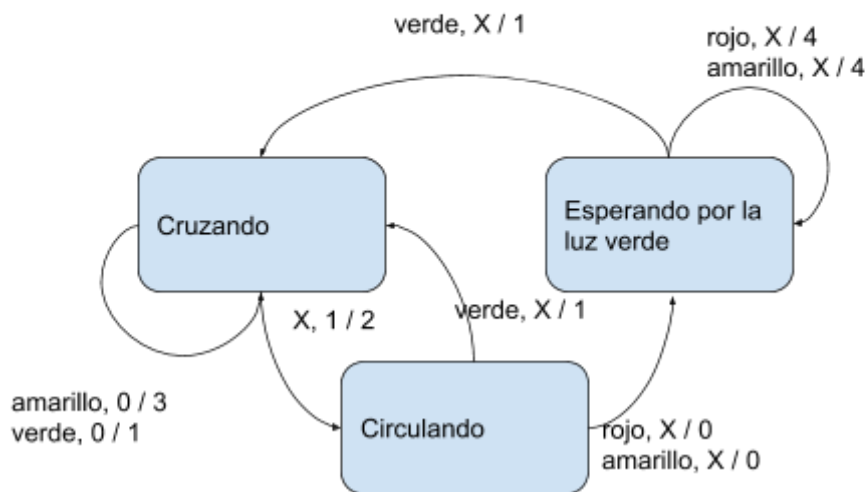 verde, X / 1
rojo, X / 4
amarillo, X / 4
Cruzando
Esperando por la
luz verde
X, 1 / 2
verde, X / 1
amarillo, 0 / 3
verde, 0 / 1
Circulando
rojo, X / 0
amarillo, X / 0